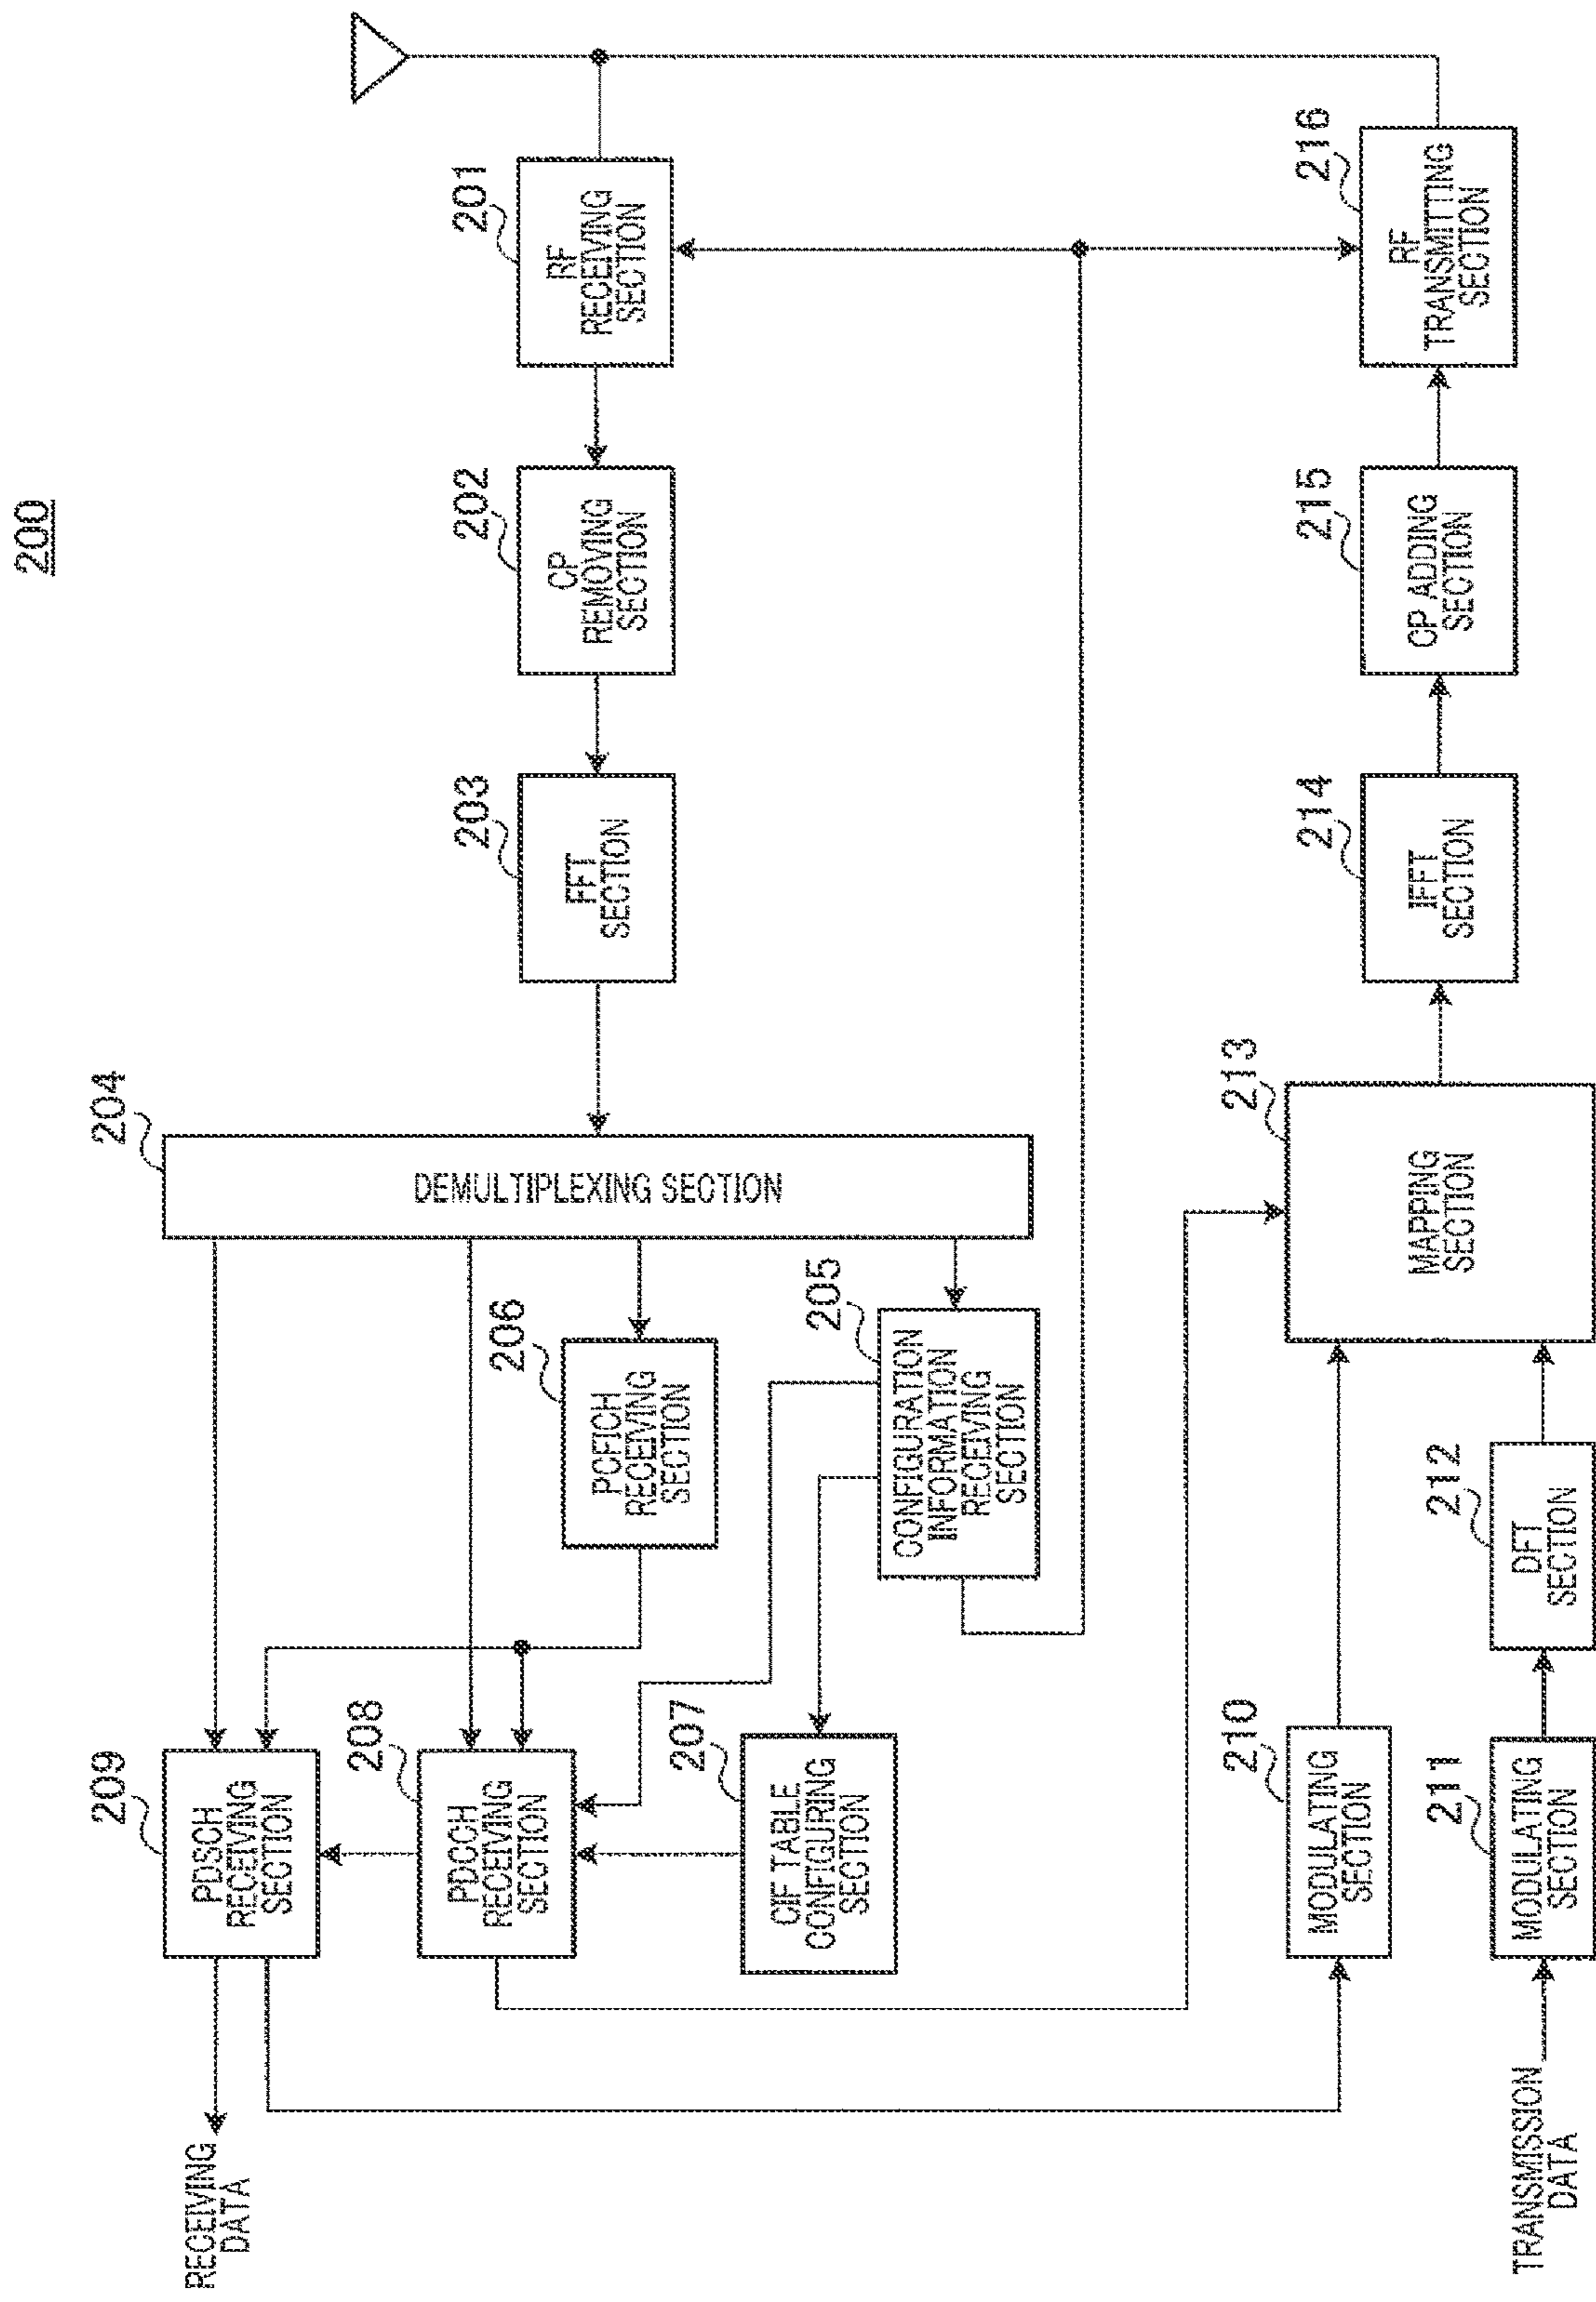 200
201
RF
RECEIVING
SECTION
202
CP
REMOVING
SECTION
203
FFT
SECTION
204
DEMULTIPLEXING SECTION
205
CONFIGURATION
INFORMATION
RECEIVING
SECTION
206
PCFICH
RECEIVING
SECTION
207
CIF TABLE
CONFIGURING
SECTION
208
PDCCH
RECEIVING
SECTION
209
PDSCH
RECEIVING
SECTION
RECEIVING
DATA
210
MODULATING
SECTION
211
MODULATING
SECTION
TRANSMISSION
DATA
212
DFT
SECTION
213
MAPPING
SECTION
214
IFFT
SECTION
215
CP ADDING
SECTION
216
RF
TRANSMITTING
SECTION